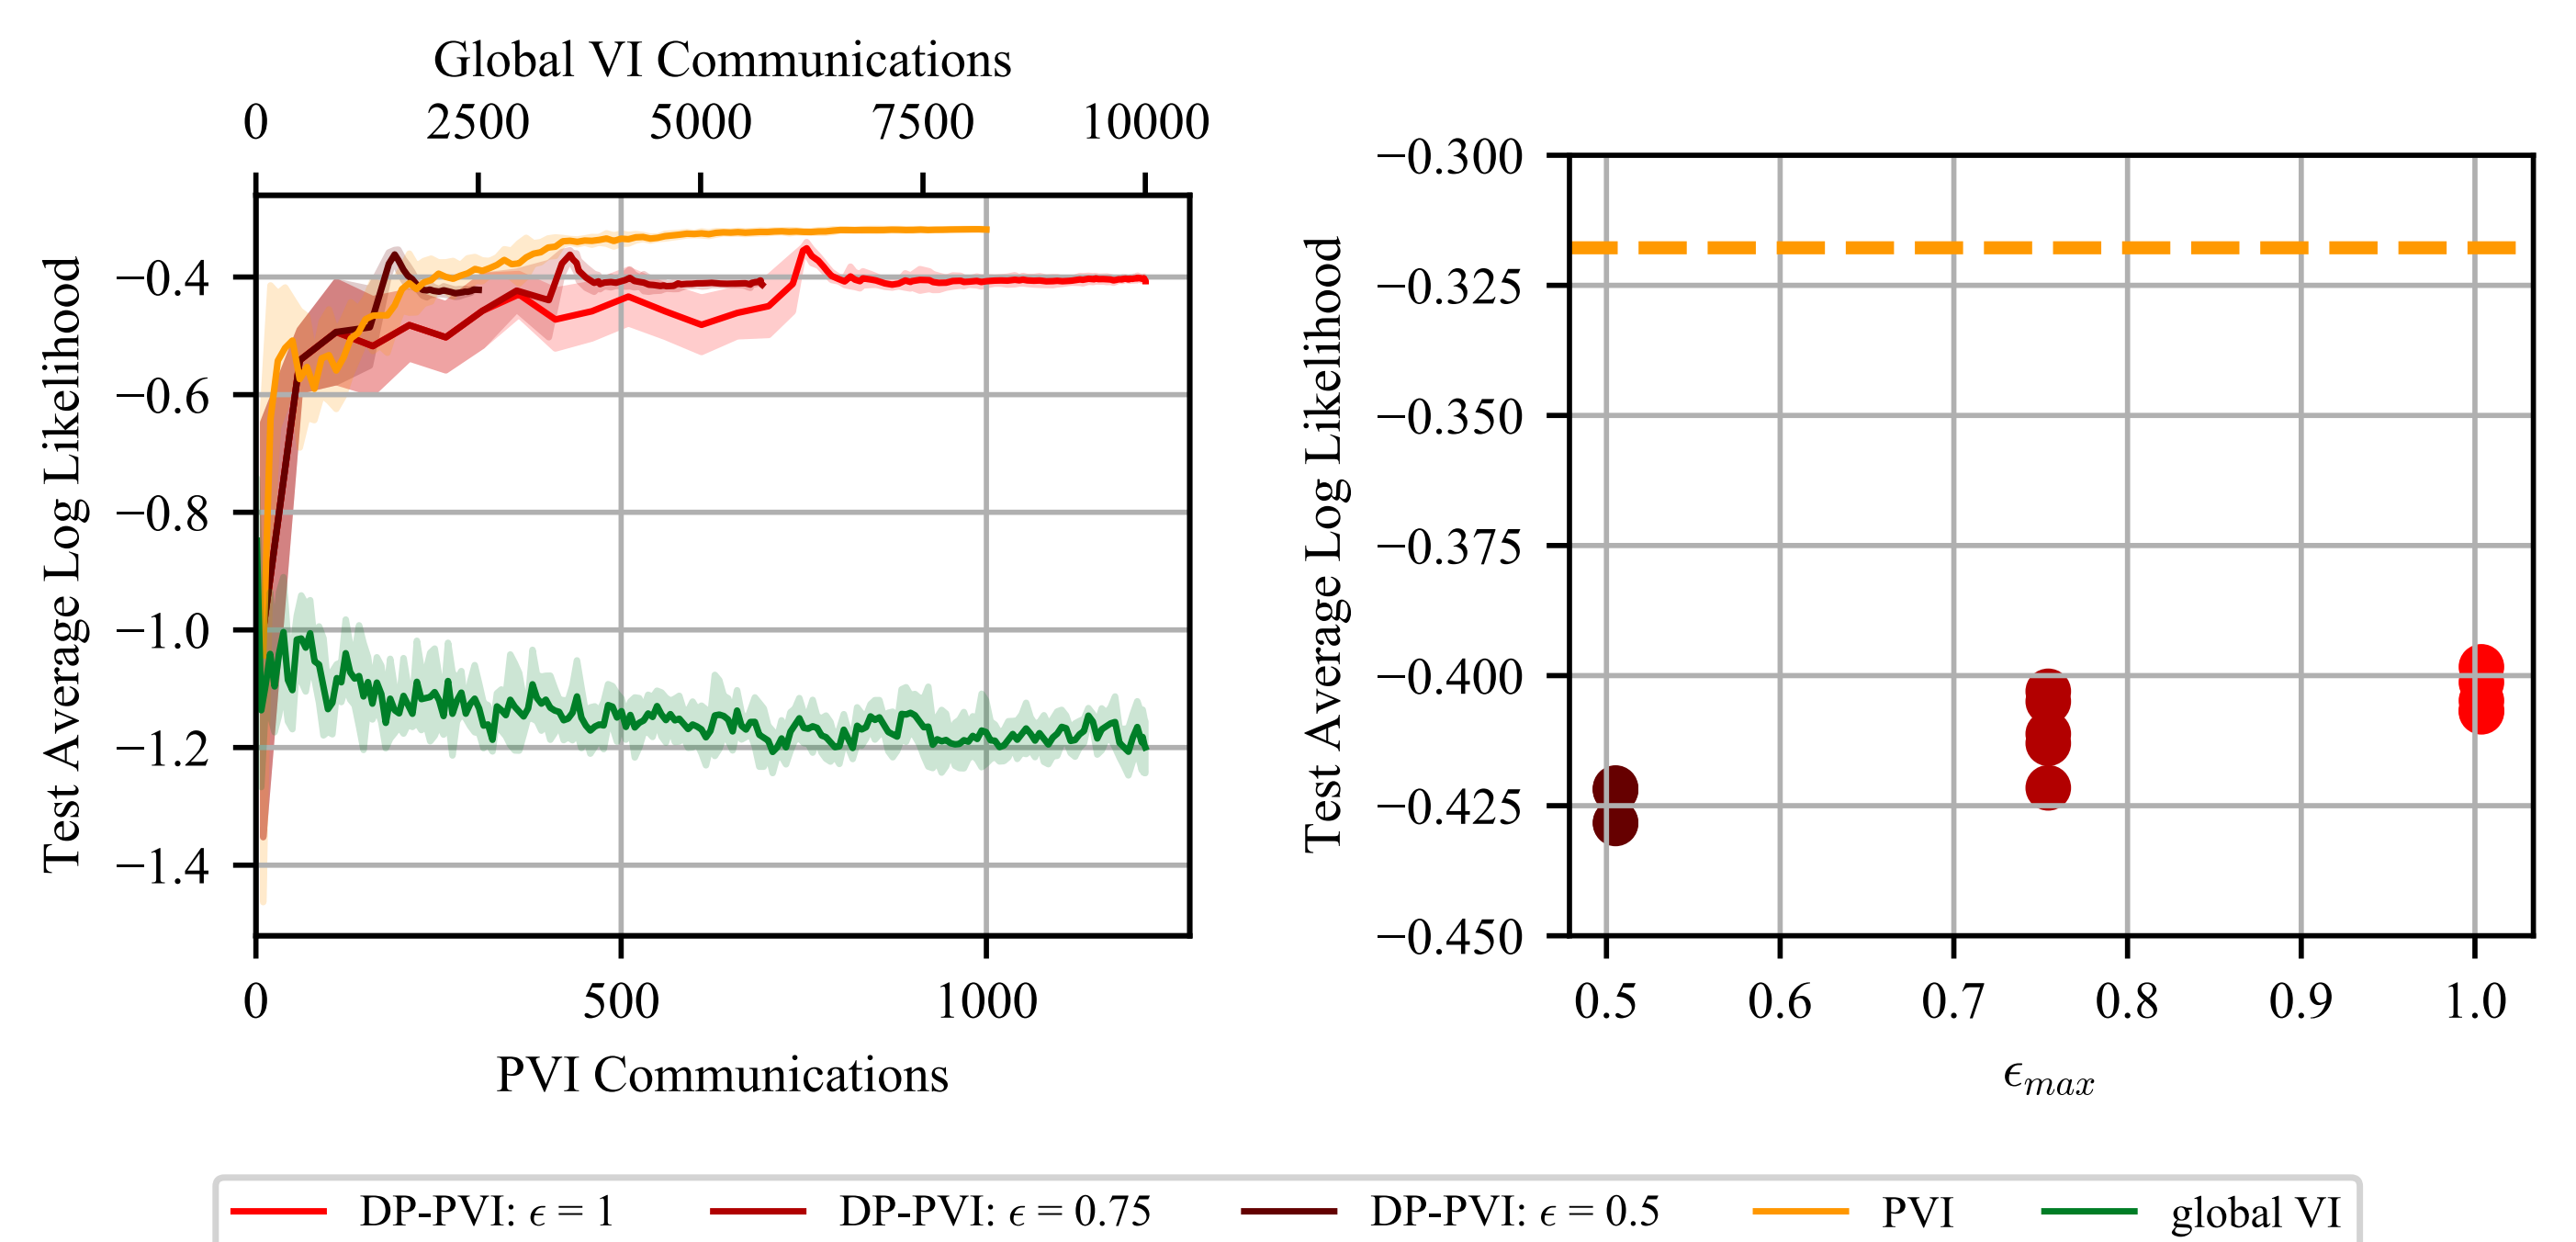 Global VI Communications
0 2500 5000 7500 10000
Test Average Log Likelihood
−0.4
−0.6
−0.8
−1.0
−1.2
−1.4
0 500 1000
PVI Communications
Test Average Log Likelihood
−0.300
−0.325
−0.350
−0.375
−0.400
−0.425
−0.450
0.5 0.6 0.7 0.8 0.9 1.0
ϵmax
DP-PVI: ϵ = 1 DP-PVI: ϵ = 0.75 DP-PVI: ϵ = 0.5 PVI global VI